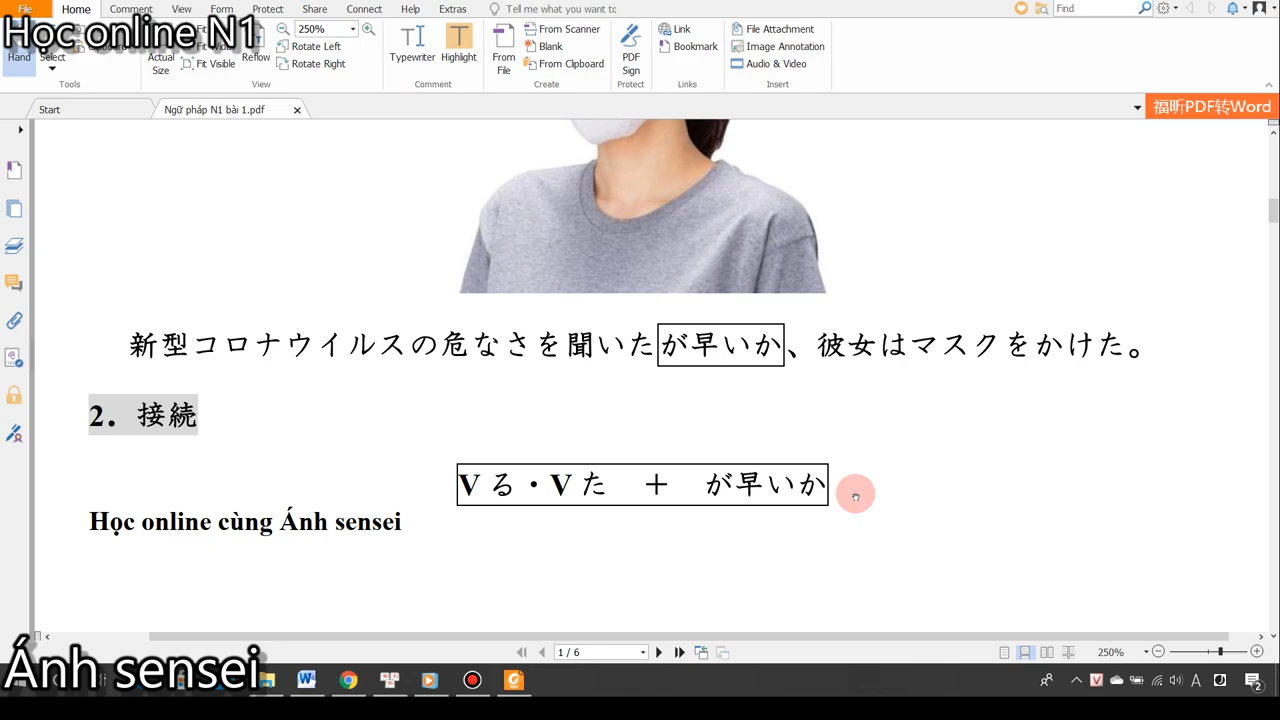 File Home Comment View Form Protect Share Connect Help Extras Tell me what you want to Find
Học online N1
250% From Scanner Link File Attachment
Rotate Left Blank Bookmark Image Annotation
Hand Select Actual Size Fit Visible Reflow Rotate Right Typewriter Highlight From File From Clipboard PDF Sign Audio & Video
Tools View Comment Create Protect Links Insert
Start Ngữ pháp N1 bài 1.pdf 福昕PDF转Word
新型コロナウイルスの危なさを聞いたが早いか、彼女はマスクをかけた。
2. 接続
Vる・Vた ＋ が早いか
Học online cùng Ánh sensei
1 / 6 250%
Ánh sensei